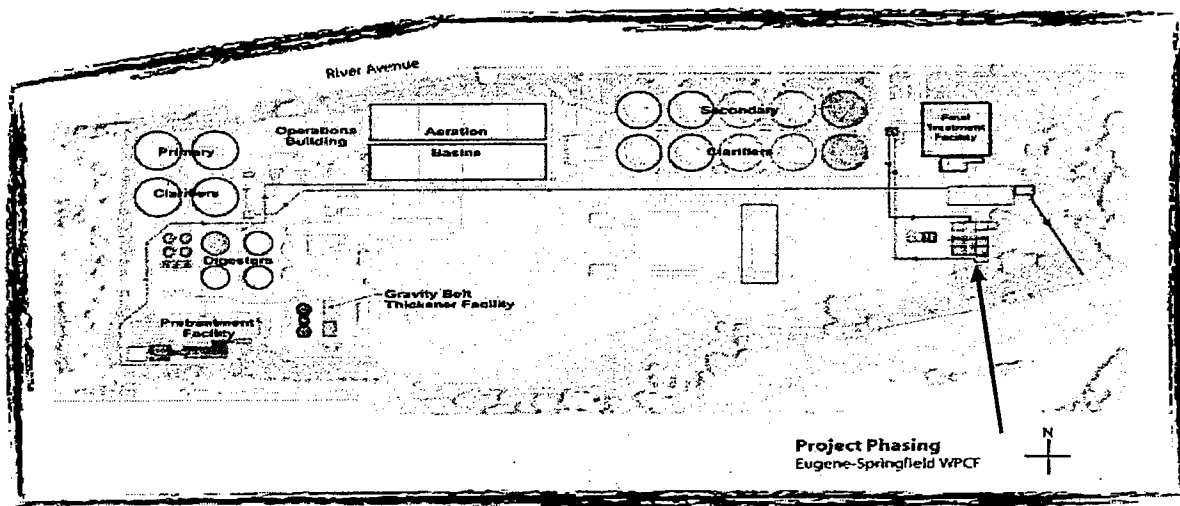 River Avenue
Primary
Clarifiers
Operations
Building
Aeration
Basins
Secondary
Clarifiers
Final
Treatment
Facility
Digesters
Gravity Belt
Thickener Facility
Pretreatment
Facility
Project Phasing
Eugene-Springfield WPCF
N